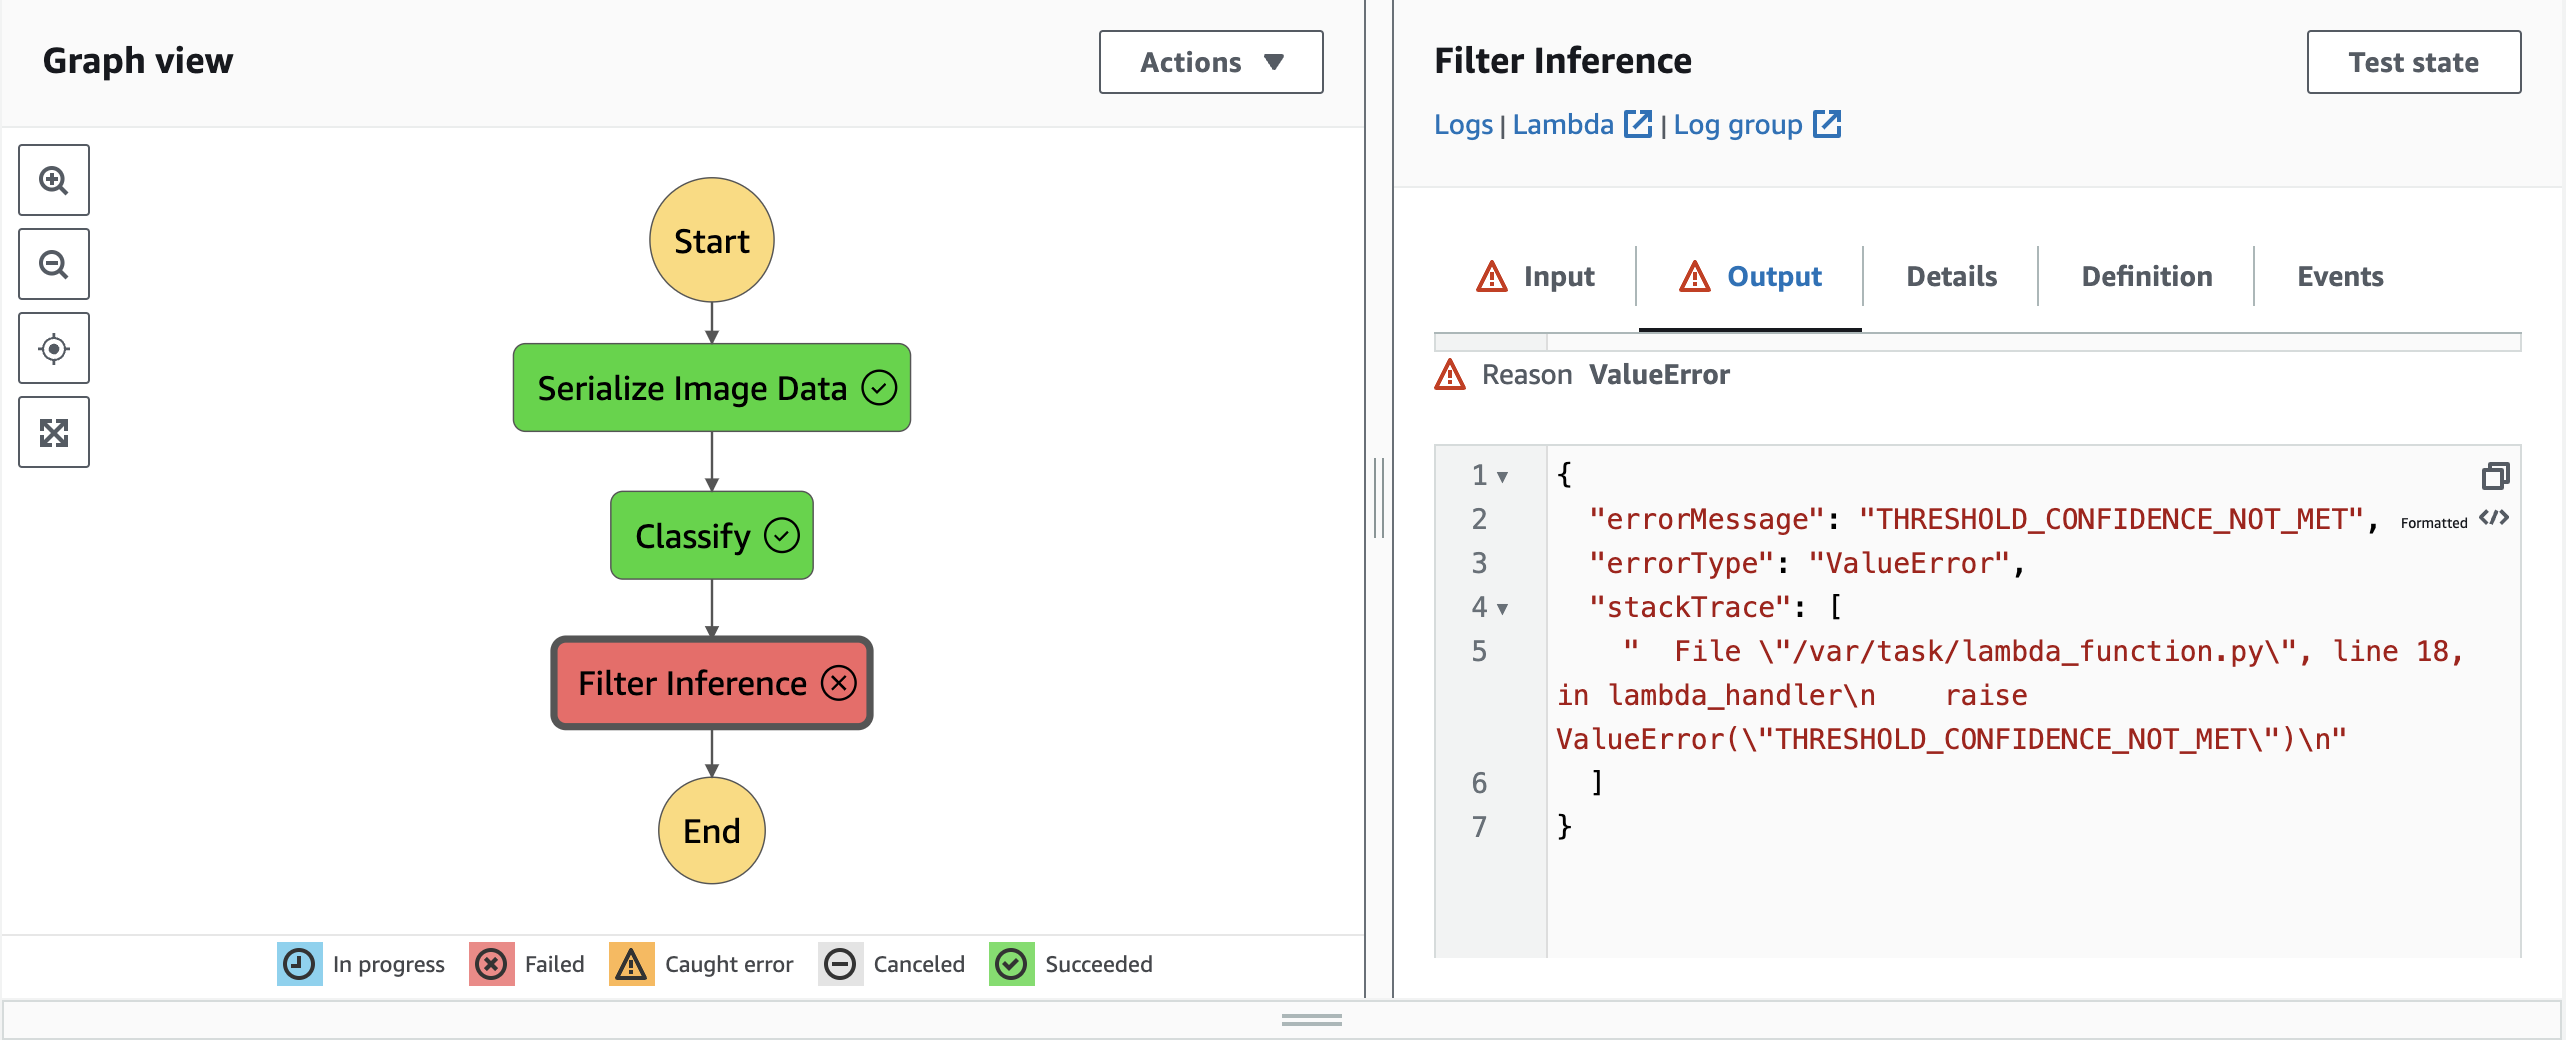 Graph view
Actions
Start
Serialize Image Data
Classify
Filter Inference
End
In progress
Failed
Caught error
Canceled
Succeeded
Filter Inference
Test state
Logs | Lambda | Log group
Input
Output
Details
Definition
Events
Reason ValueError
1 {
2 "errorMessage": "THRESHOLD_CONFIDENCE_NOT_MET",
Formatted </>
3 "errorType": "ValueError",
4 "stackTrace": [
5 "  File \"/var/task/lambda_function.py\", line 18,
in lambda_handler\n    raise
ValueError(\"THRESHOLD_CONFIDENCE_NOT_MET\")\n"
6 ]
7 }